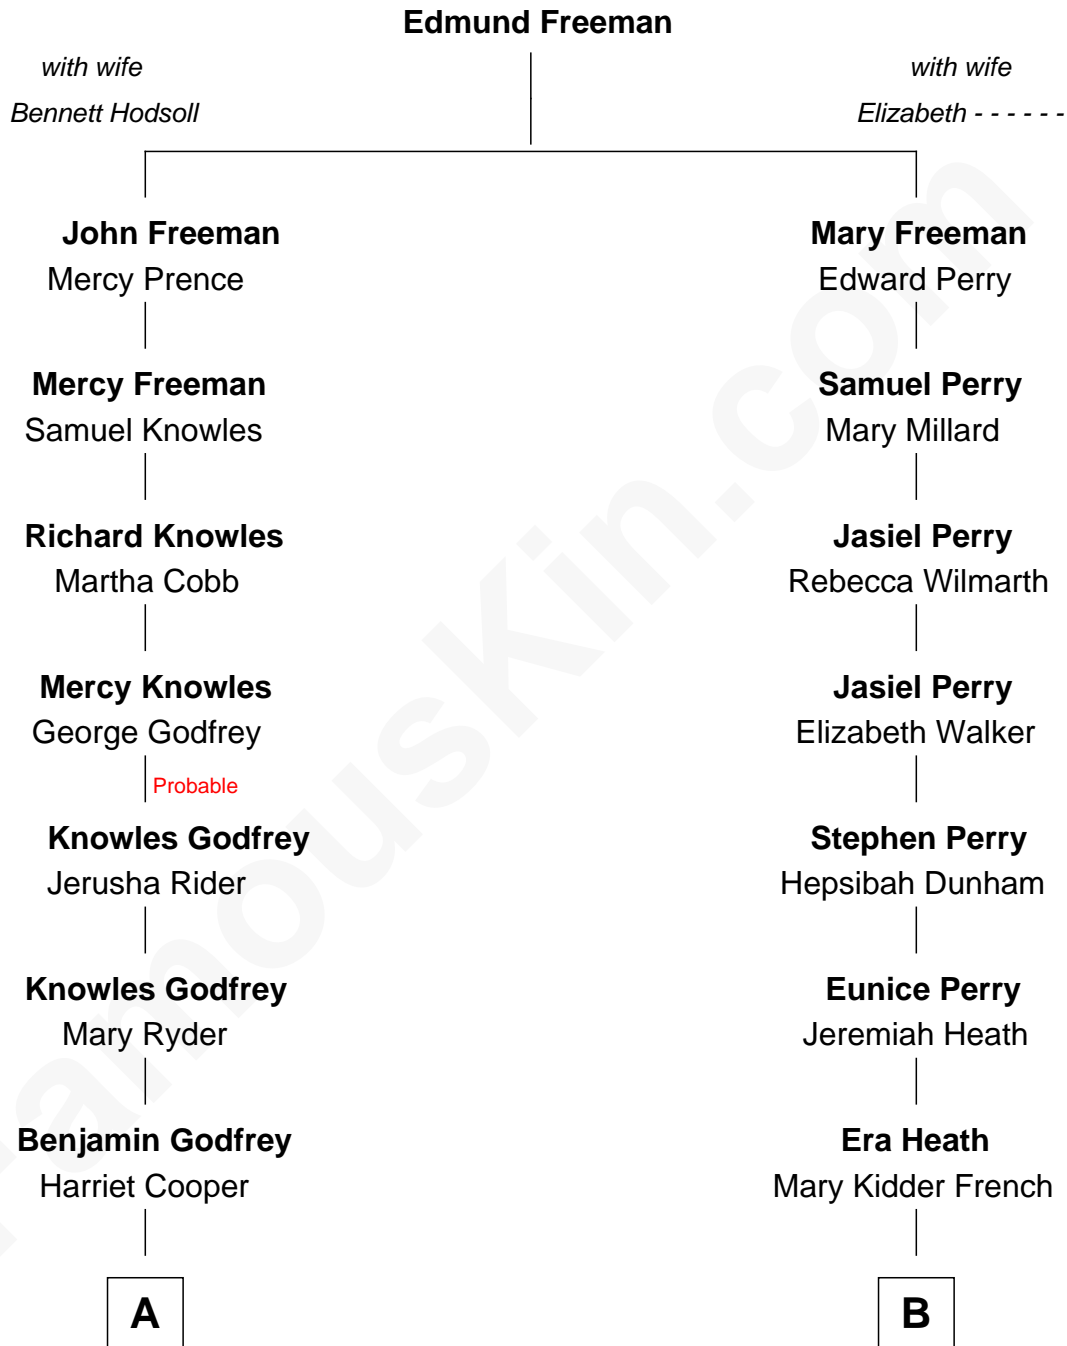 Edmund Freeman
with wife
Bennett Hodsoll
with wife
Elizabeth - - - - - -
John Freeman
Mercy Prence
Mary Freeman
Edward Perry
Mercy Freeman
Samuel Knowles
Samuel Perry
Mary Millard
Richard Knowles
Martha Cobb
Jasiel Perry
Rebecca Wilmarth
Mercy Knowles
George Godfrey
Jasiel Perry
Elizabeth Walker
Probable
Knowles Godfrey
Jerusha Rider
Stephen Perry
Hepsibah Dunham
Knowles Godfrey
Mary Ryder
Eunice Perry
Jeremiah Heath
Benjamin Godfrey
Harriet Cooper
Era Heath
Mary Kidder French
A
B
FamousKin.com